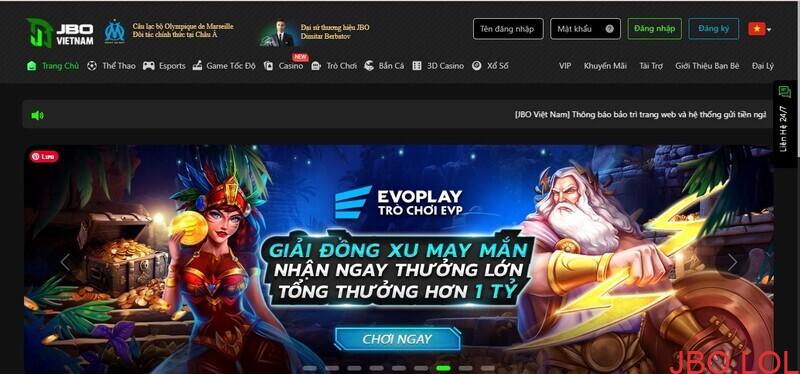 JBO
VIETNAM
Câu lạc bộ Olympique de Marseille
Đối tác chính thức tại Châu Á
Đại sứ thương hiệu JBO
Dimitar Berbatov
Tên đăng nhập
Mật khẩu
?
Đăng nhập
Đăng ký
Trang Chủ
Thể Thao
Esports
Game Tốc Độ
Casino
NEW
Trò Chơi
Bắn Cá
3D Casino
Xổ Số
VIP
Khuyến Mãi
Tài Trợ
Giới Thiệu Bạn Bè
Đại Lý
[JBO Việt Nam] Thông báo bảo trì trang web và hệ thống gửi tiền ngà
Liên Hệ 24/7
Lưu
EVOPLAY
TRÒ CHƠI EVP
GIẢI ĐỒNG XU MAY MẮN
NHẬN NGAY THƯỞNG LỚN
TỔNG THƯỞNG HƠN 1 TỶ
CHƠI NGAY
JBO.LOL